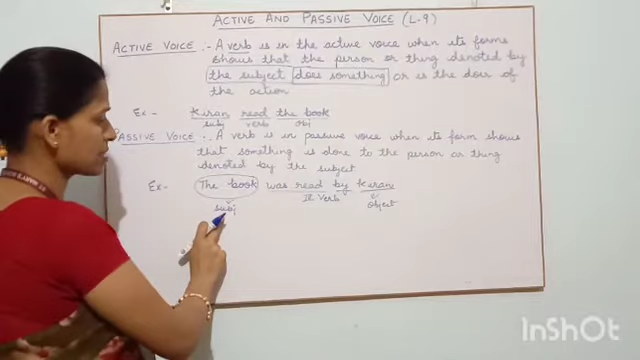 ACTIVE AND PASSIVE VOICE (L-9)
ACTIVE VOICE :- A verb is in the active voice when its forms
shows that the person or thing denoted by
the subject does something or is the doer of
the action
Ex - Kiran read the book
subj verb obj
PASSIVE VOICE :- A verb is in passive voice when its form shows
that something is done to the person or thing
denoted by the subject
Ex- The book was read by Kiran
subj verb object
InShOt